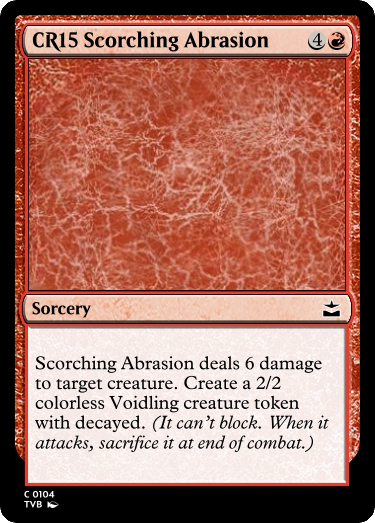 CR15 Scorching Abrasion 4
Sorcery
Scorching Abrasion deals 6 damage
to target creature. Create a 2/2
colorless Voidling creature token
with decayed. (It can't block. When it
attacks, sacrifice it at end of combat.)
C 0104
TVB